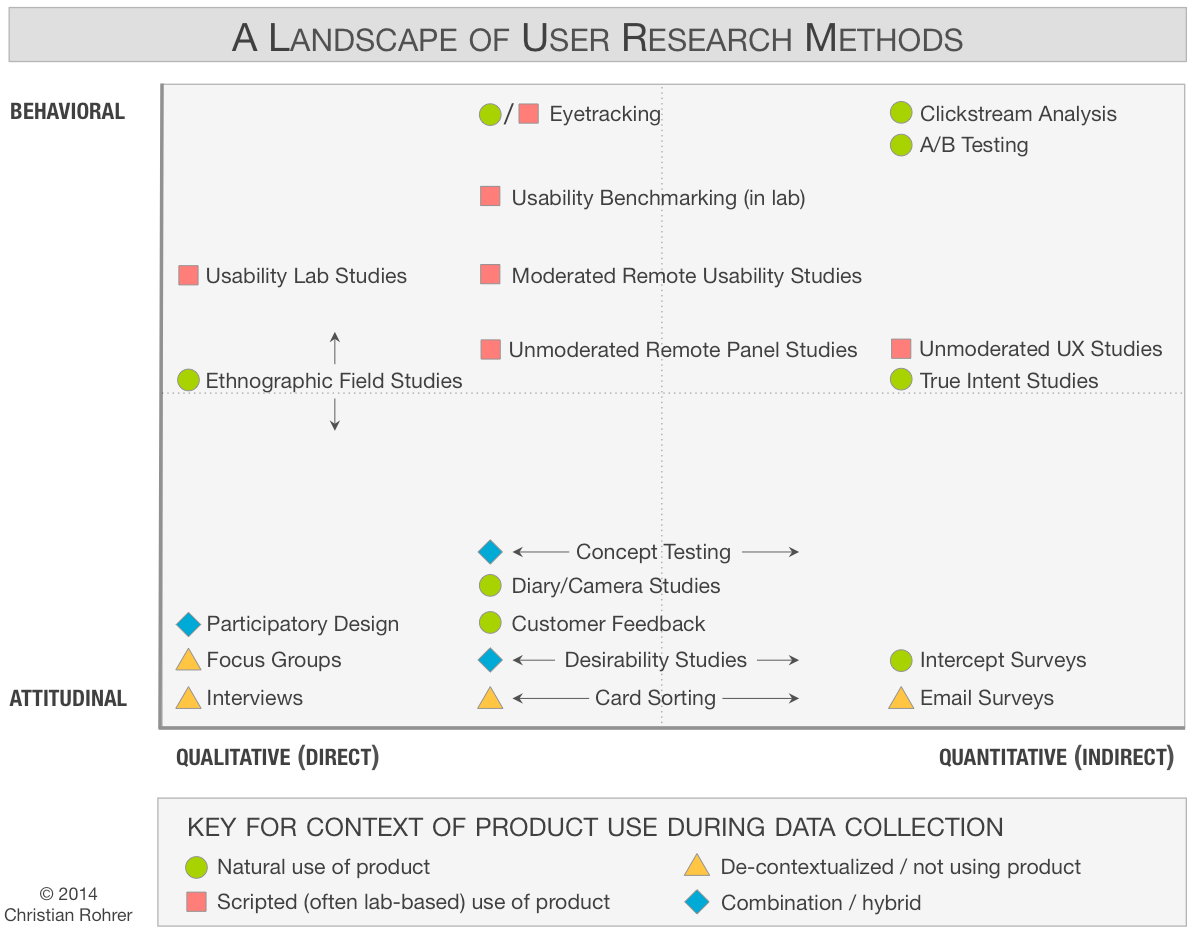 A LANDSCAPE OF USER RESEARCH METHODS
BEHAVIORAL
/ Eyetracking
Clickstream Analysis
A/B Testing
Usability Benchmarking (in lab)
Usability Lab Studies
Moderated Remote Usability Studies
Unmoderated Remote Panel Studies
Unmoderated UX Studies
Ethnographic Field Studies
True Intent Studies
Concept Testing
Diary/Camera Studies
Participatory Design
Customer Feedback
Focus Groups
Desirability Studies
Intercept Surveys
ATTITUDINAL
Interviews
Card Sorting
Email Surveys
QUALITATIVE (DIRECT)
QUANTITATIVE (INDIRECT)
KEY FOR CONTEXT OF PRODUCT USE DURING DATA COLLECTION
Natural use of product
De-contextualized / not using product
Scripted (often lab-based) use of product
Combination / hybrid
© 2014
Christian Rohrer